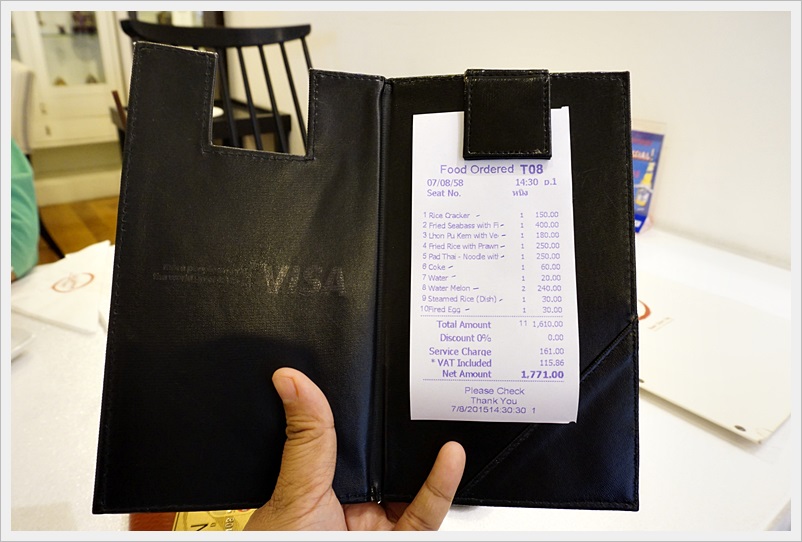 VISA
Food Ordered T08
07/08/58 14:30 ถ.1
Seat No. หญิง
1 Rice Cracker 1 150.00
2 Fried Seabass with Fi 1 400.00
3 Lhon Pu Kem with Ve 1 180.00
4 Fried Rice with Prawn 1 250.00
5 Pad Thai - Noodle with 1 250.00
6 Coke 1 60.00
7 Water 1 20.00
8 Water Melon 2 240.00
9 Steamed Rice (Dish) 1 30.00
10 Fired Egg 1 30.00
Total Amount 11 1,610.00
Discount 0% 0.00
Service Charge 161.00
* VAT Included 115.86
Net Amount 1,771.00
Please Check
Thank You
7/8/2015 14:30:30 1